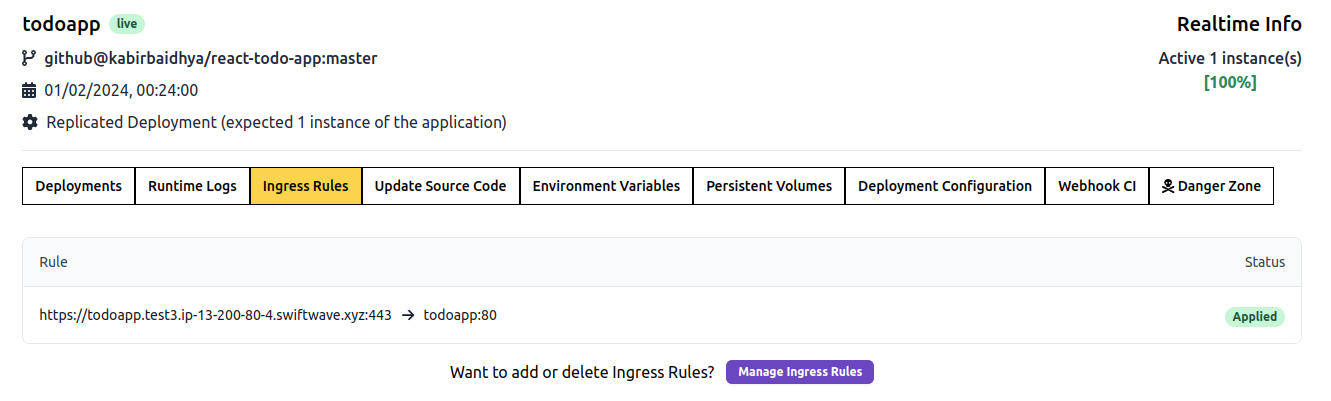 todoapp live
Realtime Info
github@kabirbaidhya/react-todo-app:master
Active 1 instance(s)
[100%]
01/02/2024, 00:24:00
Replicated Deployment (expected 1 instance of the application)
Deployments Runtime Logs Ingress Rules Update Source Code Environment Variables Persistent Volumes Deployment Configuration Webhook CI Danger Zone
Rule Status
https://todoapp.test3.ip-13-200-80-4.swiftwave.xyz:443 → todoapp:80 Applied
Want to add or delete Ingress Rules? Manage Ingress Rules